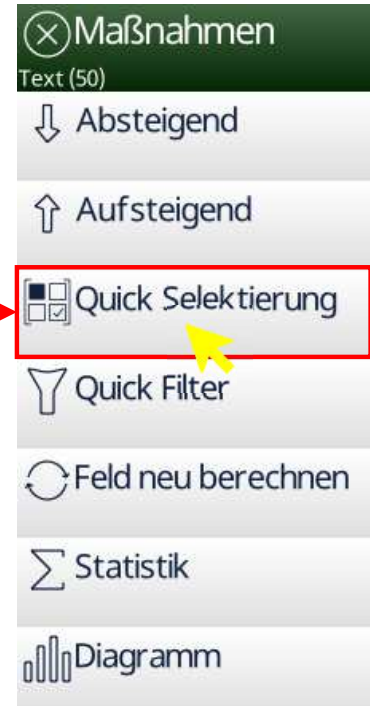 Maßnahmen
Text (50)
Absteigend
Aufsteigend
Quick Selektierung
Quick Filter
Feld neu berechnen
Statistik
Diagramm